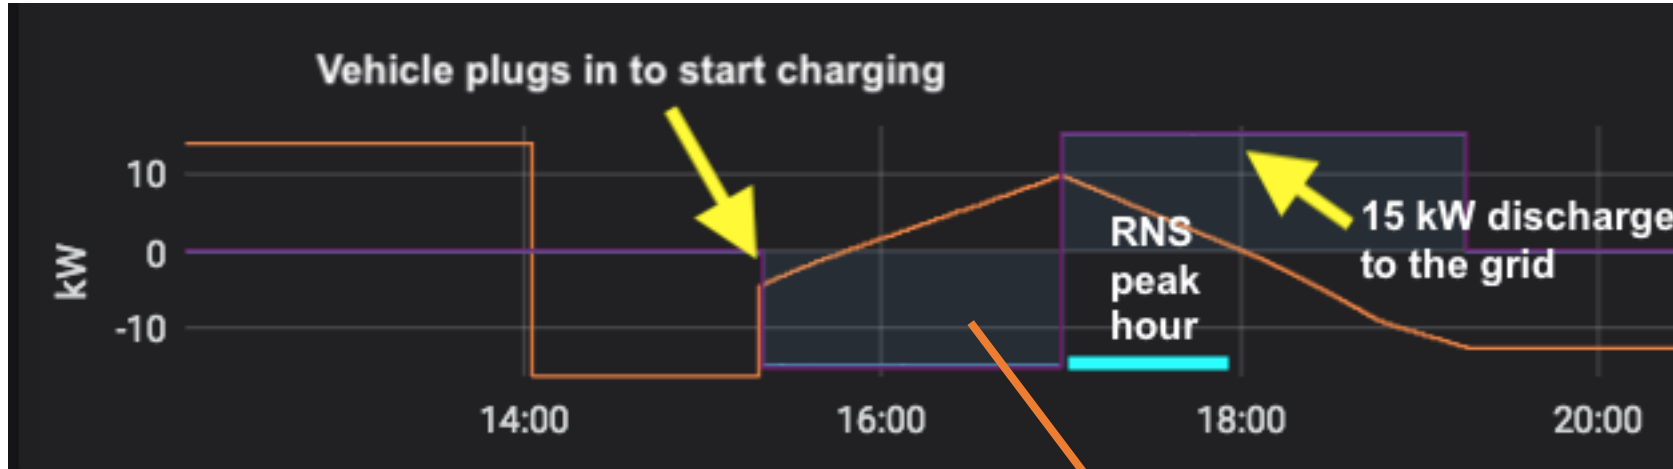 Vehicle plugs in to start charging
10
0
-10
kW
RNS
peak
hour
15 kW discharge
to the grid
14:00
16:00
18:00
20:00